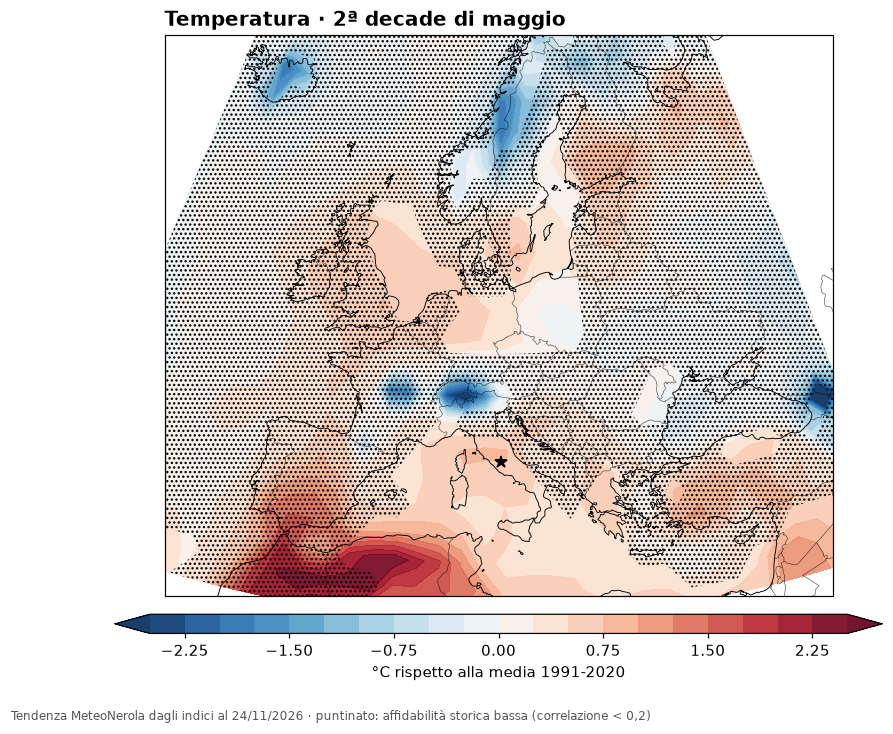 Temperatura · 2ª decade di maggio
−2.25 −1.50 −0.75 0.00 0.75 1.50 2.25
°C rispetto alla media 1991-2020
Tendenza MeteoNerola dagli indici al 24/11/2026 · puntinato: affidabilità storica bassa (correlazione < 0,2)